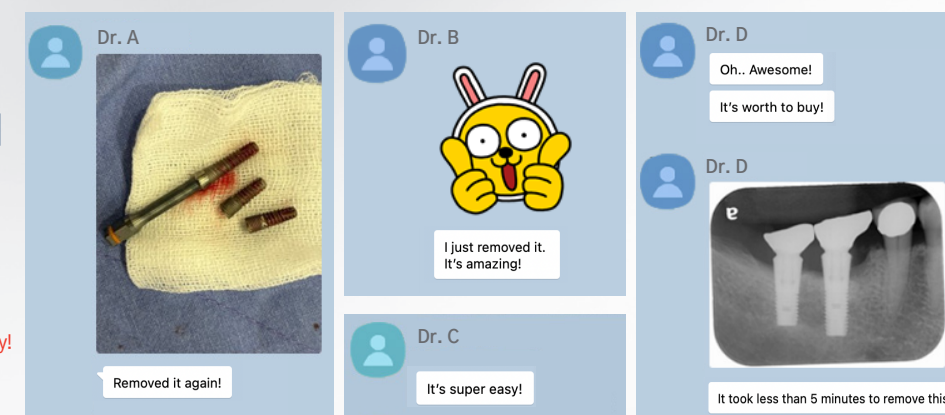 Dr. A
Removed it again!
Dr. B
I just removed it.
It's amazing!
Dr. C
It's super easy!
Dr. D
Oh.. Awesome!
It's worth to buy!
Dr. D
It took less than 5 minutes to remove this
y!